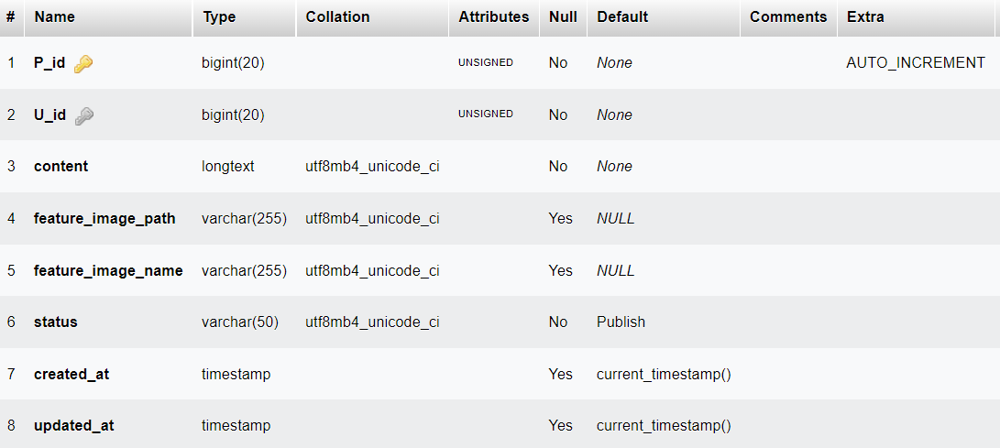 # Name Type Collation Attributes Null Default Comments Extra
1 P_id bigint(20) UNSIGNED No None AUTO_INCREMENT
2 U_id bigint(20) UNSIGNED No None
3 content longtext utf8mb4_unicode_ci No None
4 feature_image_path varchar(255) utf8mb4_unicode_ci Yes NULL
5 feature_image_name varchar(255) utf8mb4_unicode_ci Yes NULL
6 status varchar(50) utf8mb4_unicode_ci No Publish
7 created_at timestamp Yes current_timestamp()
8 updated_at timestamp Yes current_timestamp()